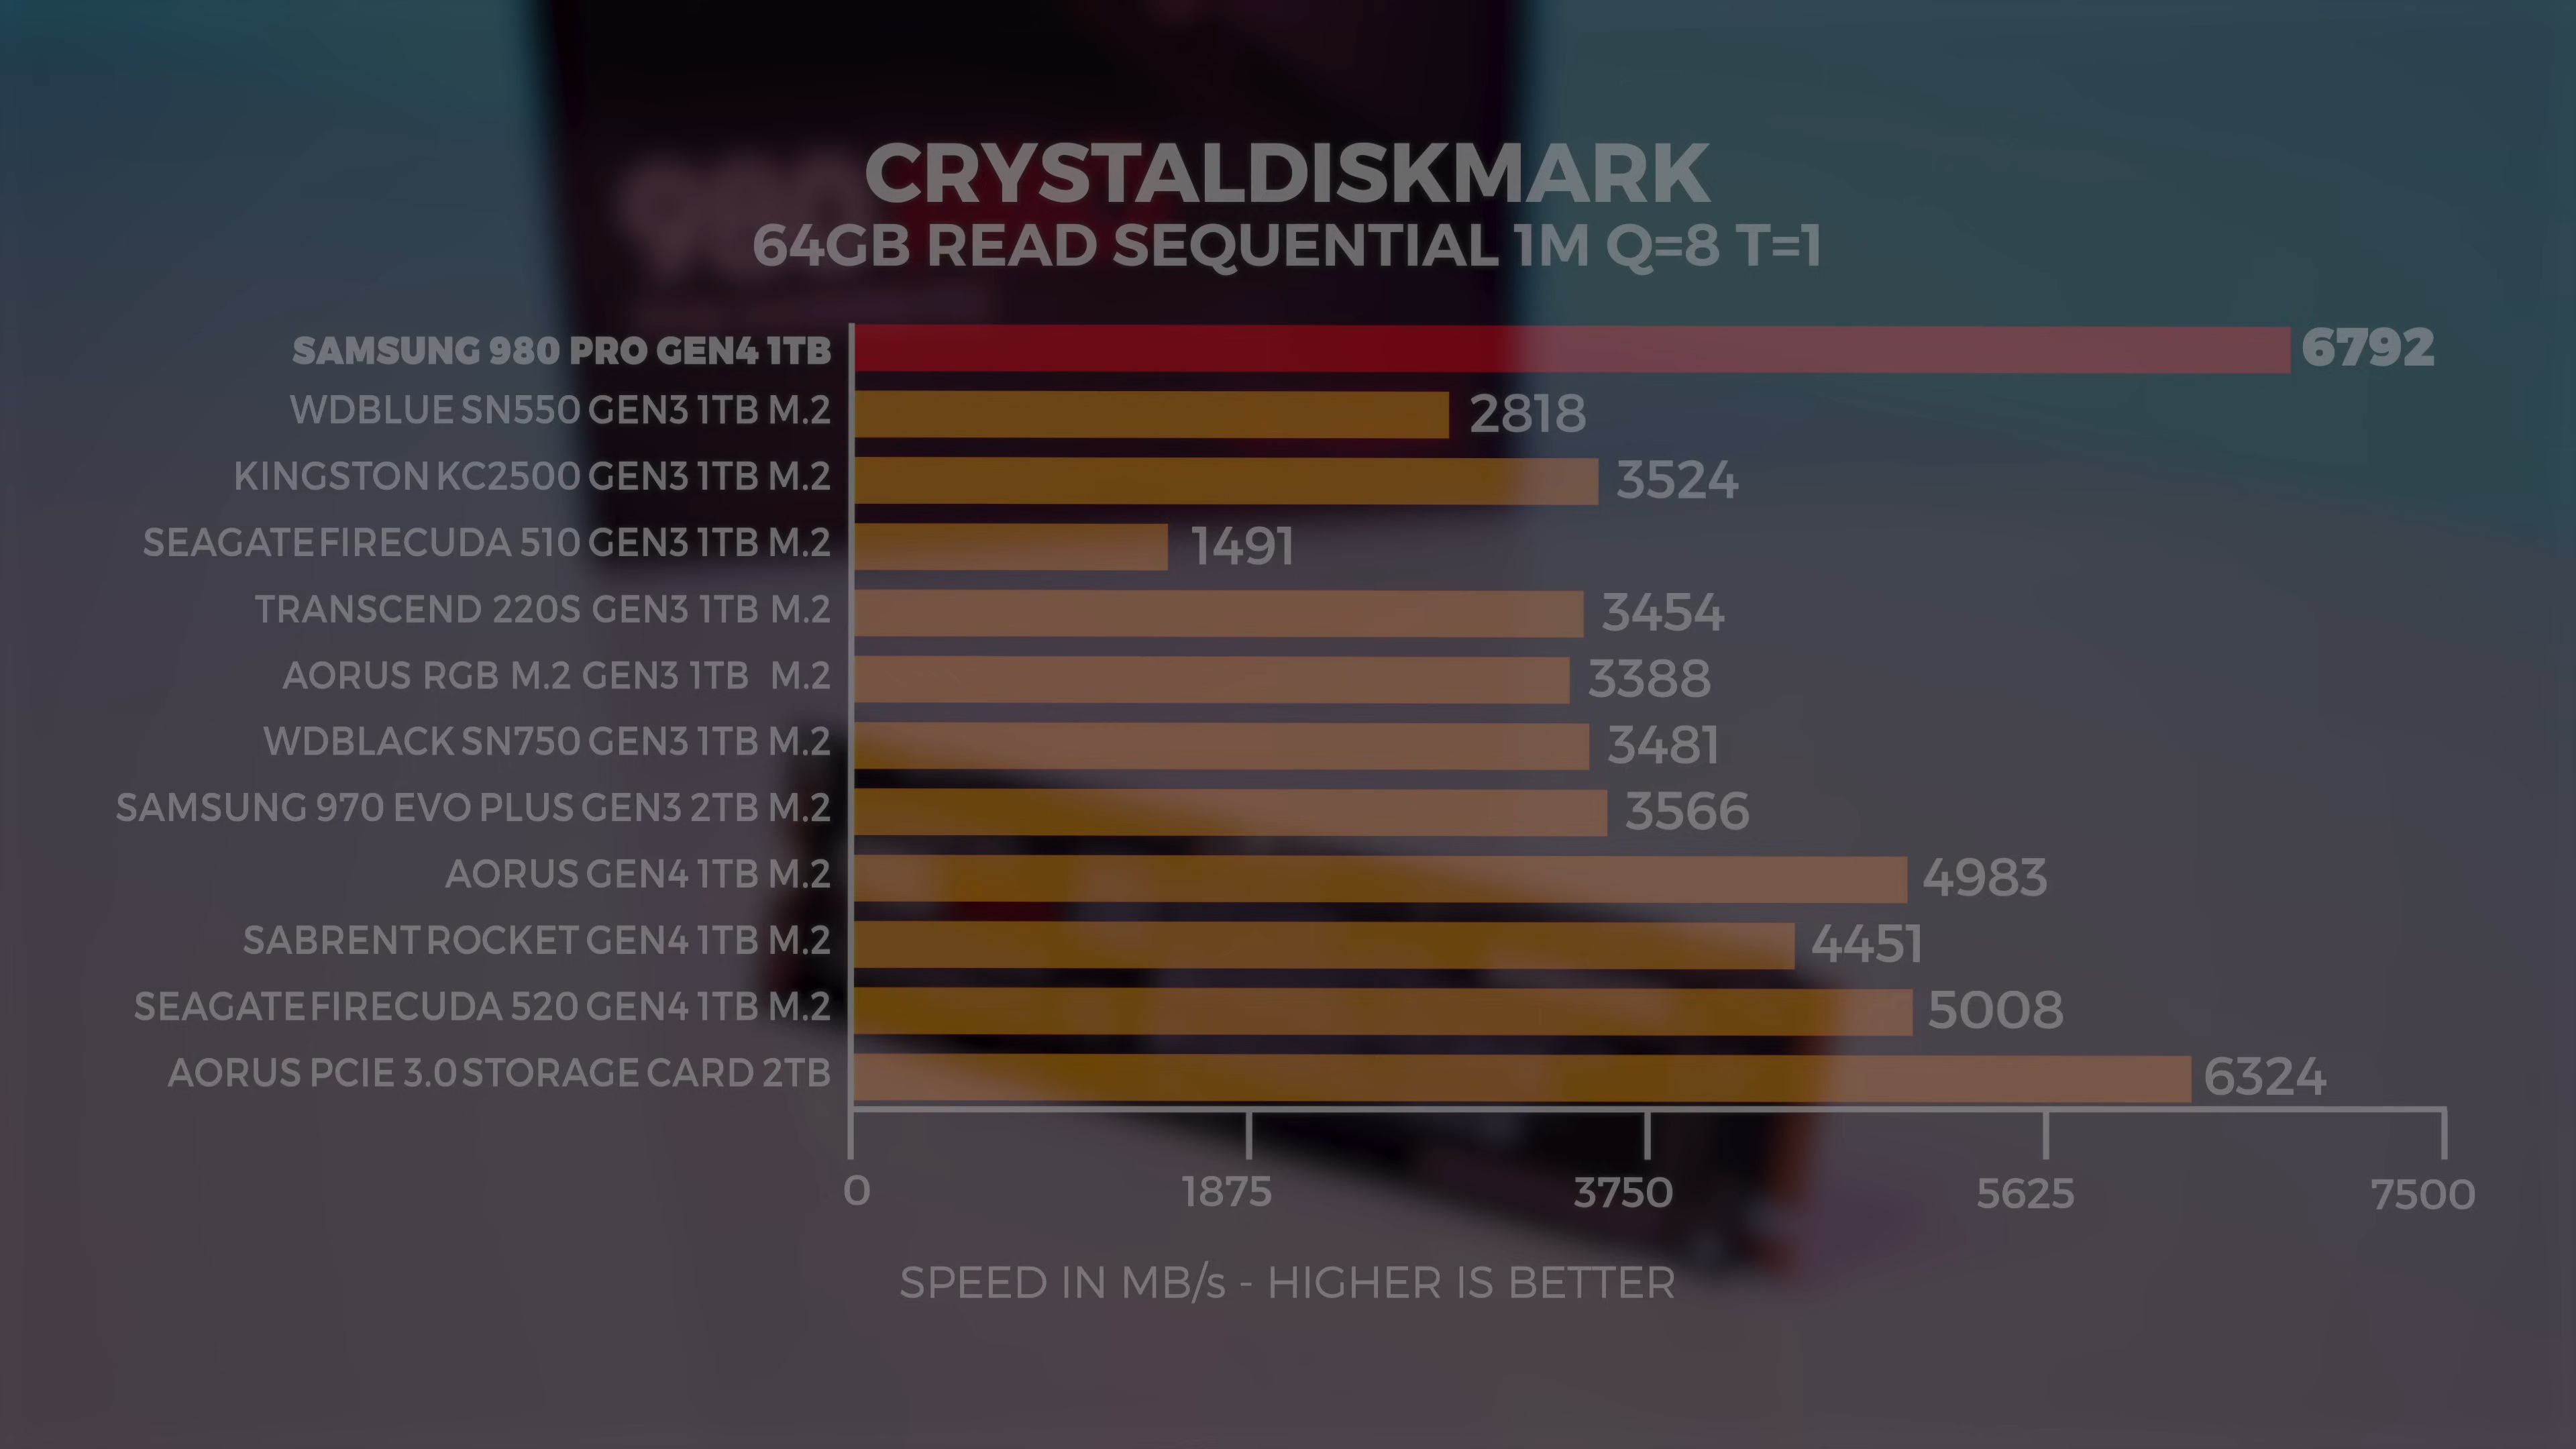 CRYSTALDISKMARK
64GB READ SEQUENTIAL 1M Q=8 T=1
SAMSUNG 980 PRO GEN4 1TB 6792
WDBLUE SN550 GEN3 1TB M.2 2818
KINGSTON KC2500 GEN3 1TB M.2 3524
SEAGATE FIRECUDA 510 GEN3 1TB M.2 1491
TRANSCEND 220S GEN3 1TB M.2 3454
AORUS RGB M.2 GEN3 1TB M.2 3388
WDBLACK SN750 GEN3 1TB M.2 3481
SAMSUNG 970 EVO PLUS GEN3 2TB M.2 3566
AORUS GEN4 1TB M.2 4983
SABRENT ROCKET GEN4 1TB M.2 4451
SEAGATE FIRECUDA 520 GEN4 1TB M.2 5008
AORUS PCIE 3.0 STORAGE CARD 2TB 6324
0 1875 3750 5625 7500
SPEED IN MB/s - HIGHER IS BETTER